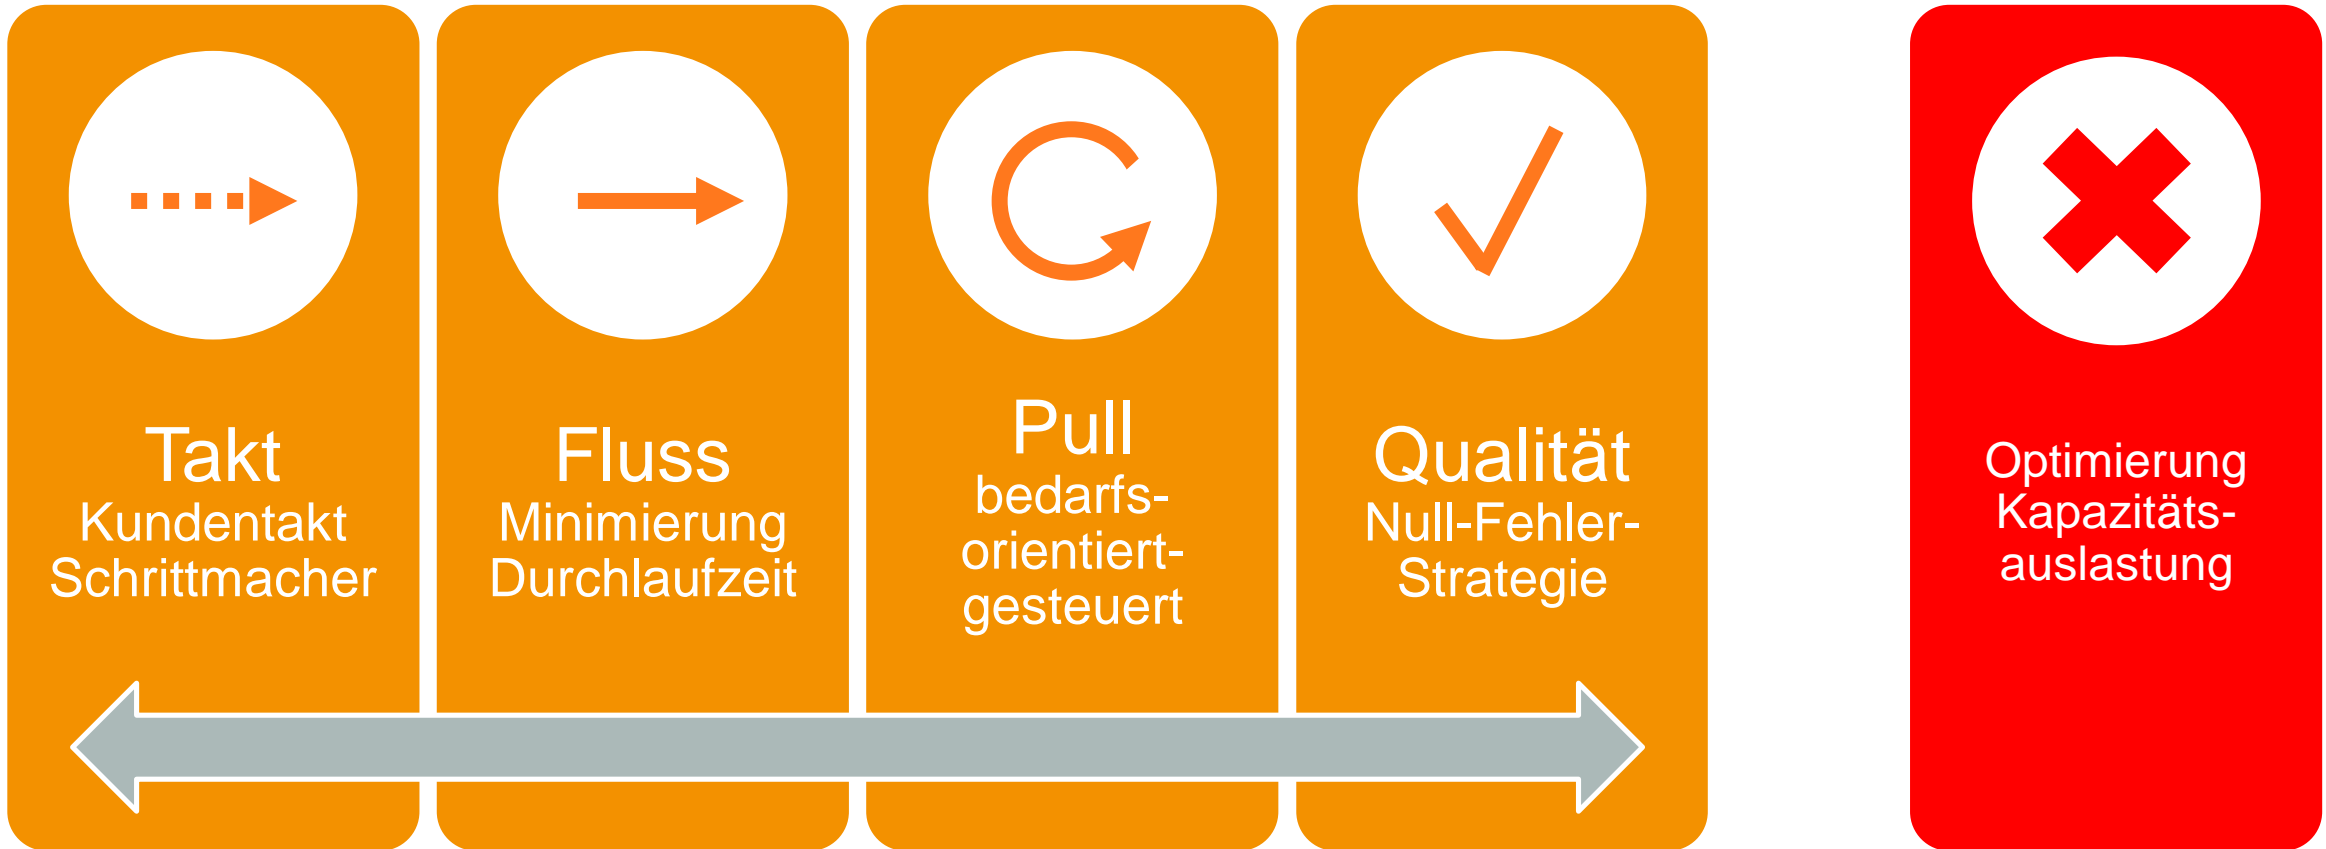 Takt
Kundentakt
Schrittmacher
Fluss
Minimierung
Durchlaufzeit
Pull
bedarfs-
orientiert-
gesteuert
Qualität
Null-Fehler-
Strategie
Optimierung
Kapazitäts-
auslastung